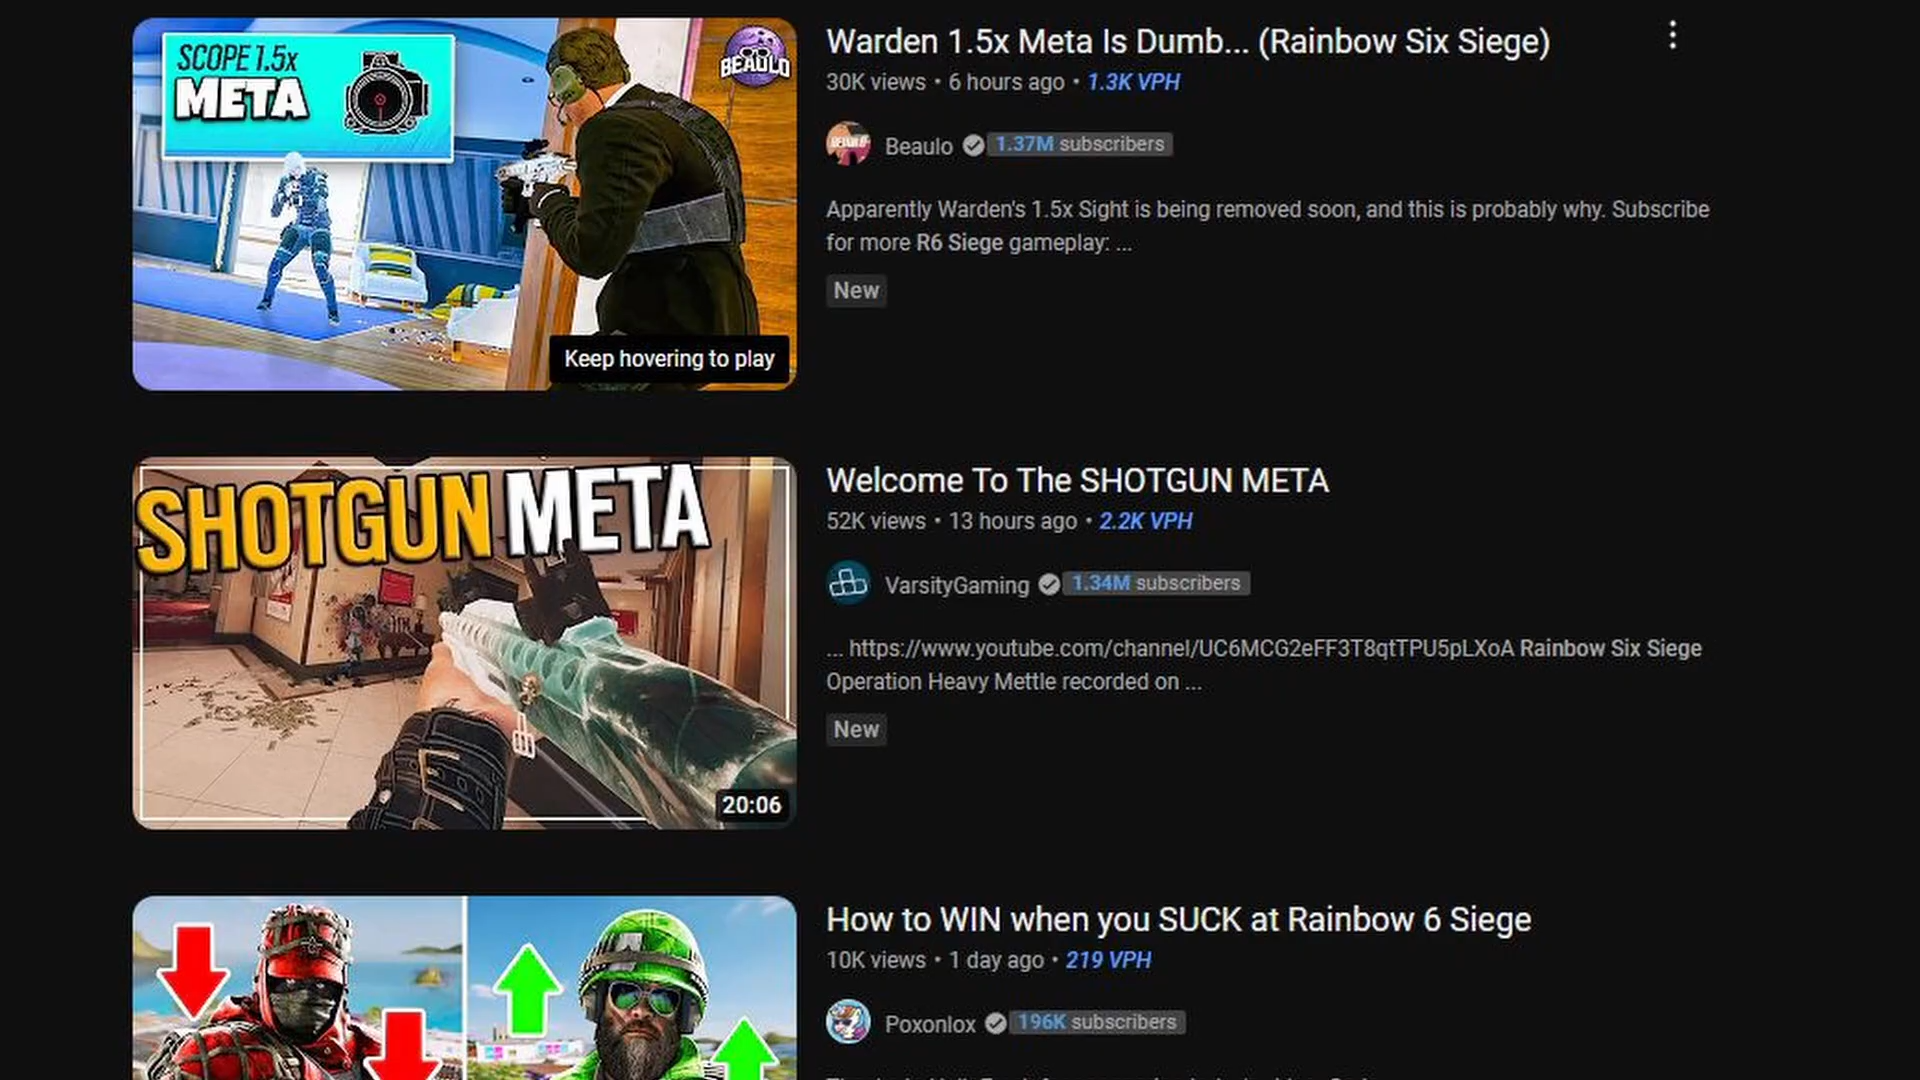 SCOPE 1.5x
META
BEAULO
Keep hovering to play
Warden 1.5x Meta Is Dumb... (Rainbow Six Siege)
30K views • 6 hours ago • 1.3K VPH
Beaulo 1.37M subscribers
Apparently Warden's 1.5x Sight is being removed soon, and this is probably why. Subscribe
for more R6 Siege gameplay: ...
New
SHOTGUN META
20:06
Welcome To The SHOTGUN META
52K views • 13 hours ago • 2.2K VPH
VarsityGaming 1.34M subscribers
... https://www.youtube.com/channel/UC6MCG2eFF3T8qtTPU5pLXoA Rainbow Six Siege
Operation Heavy Mettle recorded on ...
New
How to WIN when you SUCK at Rainbow 6 Siege
10K views • 1 day ago • 219 VPH
Poxonlox 196K subscribers